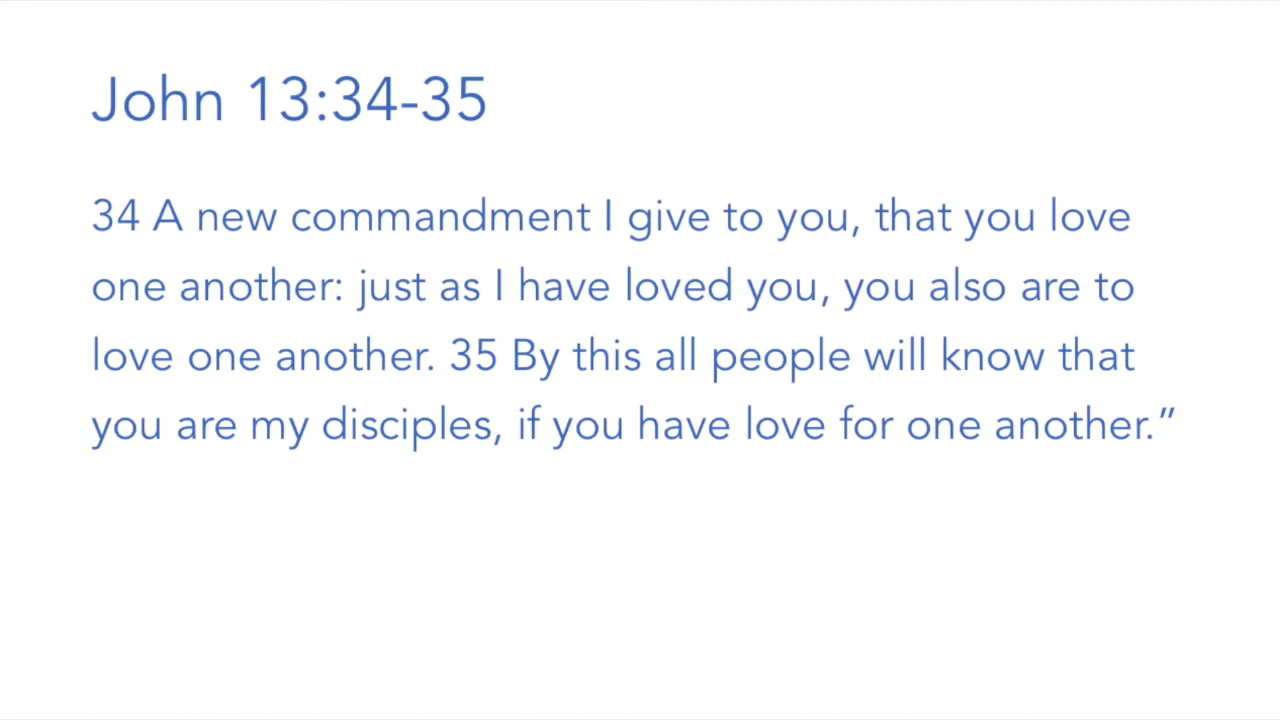 John 13:34-35
34 A new commandment I give to you, that you love
one another: just as I have loved you, you also are to
love one another. 35 By this all people will know that
you are my disciples, if you have love for one another.”